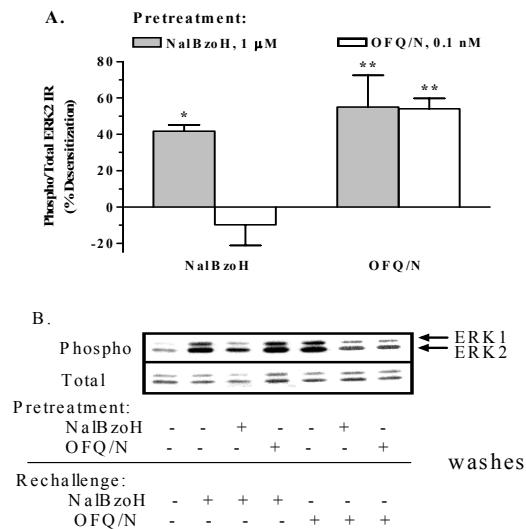 A. Pretreatment:
NalBzoH, 1 µM OFQ/N, 0.1 nM
Phospho/Total ERK2 IR
(% Desensitization)
80
60
40
20
0
-20
* ** **
NalBzoH OFQ/N
B.
Phospho ERK1
ERK2
Total
Pretreatment:
NalBzoH - - + - - + -
OFQ/N - - - + - - +
washes
Rechallenge:
NalBzoH - + + + - - -
OFQ/N - - - - + + +